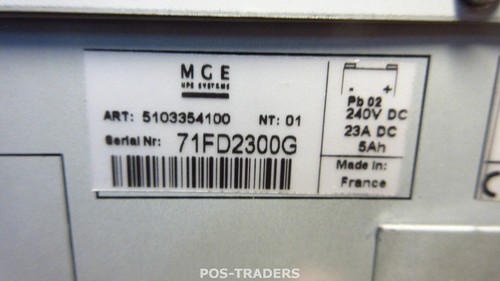 MGE
UPS SYSTEMS
ART: 5103354100 NT: 01
Serial Nr: 71FD2300G
- +
Pb 02
240V DC
23A DC
5Ah
Made in:
France
POS-TRADERS